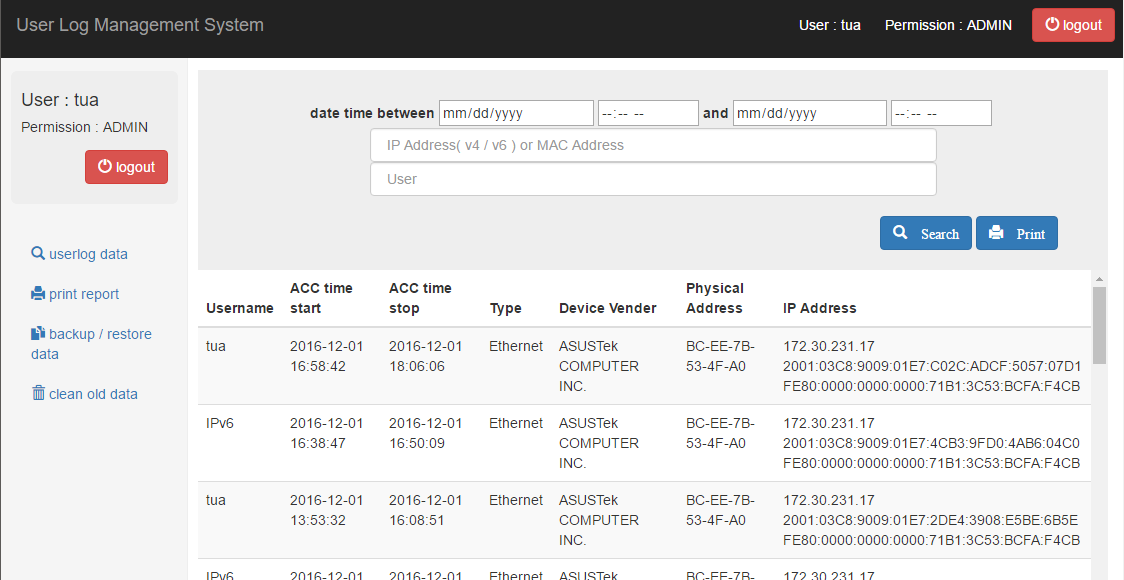 User Log Management System
User : tua
Permission : ADMIN
logout
User : tua
Permission : ADMIN
logout
userlog data
print report
backup / restore
data
clean old data
date time between mm/dd/yyyy --:-- -- and mm/dd/yyyy --:-- --
IP Address( v4 / v6 ) or MAC Address
User
Search
Print
Username
ACC time
start
ACC time
stop
Type
Device Vender
Physical
Address
IP Address
tua
2016-12-01
16:58:42
2016-12-01
18:06:06
Ethernet
ASUSTek
COMPUTER
INC.
BC-EE-7B-
53-4F-A0
172.30.231.17
2001:03C8:9009:01E7:C02C:ADCF:5057:07D1
FE80:0000:0000:0000:71B1:3C53:BCFA:F4CB
IPv6
2016-12-01
16:38:47
2016-12-01
16:50:09
Ethernet
ASUSTek
COMPUTER
INC.
BC-EE-7B-
53-4F-A0
172.30.231.17
2001:03C8:9009:01E7:4CB3:9FD0:4AB6:04C0
FE80:0000:0000:0000:71B1:3C53:BCFA:F4CB
tua
2016-12-01
13:53:32
2016-12-01
16:08:51
Ethernet
ASUSTek
COMPUTER
INC.
BC-EE-7B-
53-4F-A0
172.30.231.17
2001:03C8:9009:01E7:2DE4:3908:E5BE:6B5E
FE80:0000:0000:0000:71B1:3C53:BCFA:F4CB
IPv6
2016-12-01
2016-12-01
Ethernet
ASUSTek
BC-EE-7B-
172.30.231.17